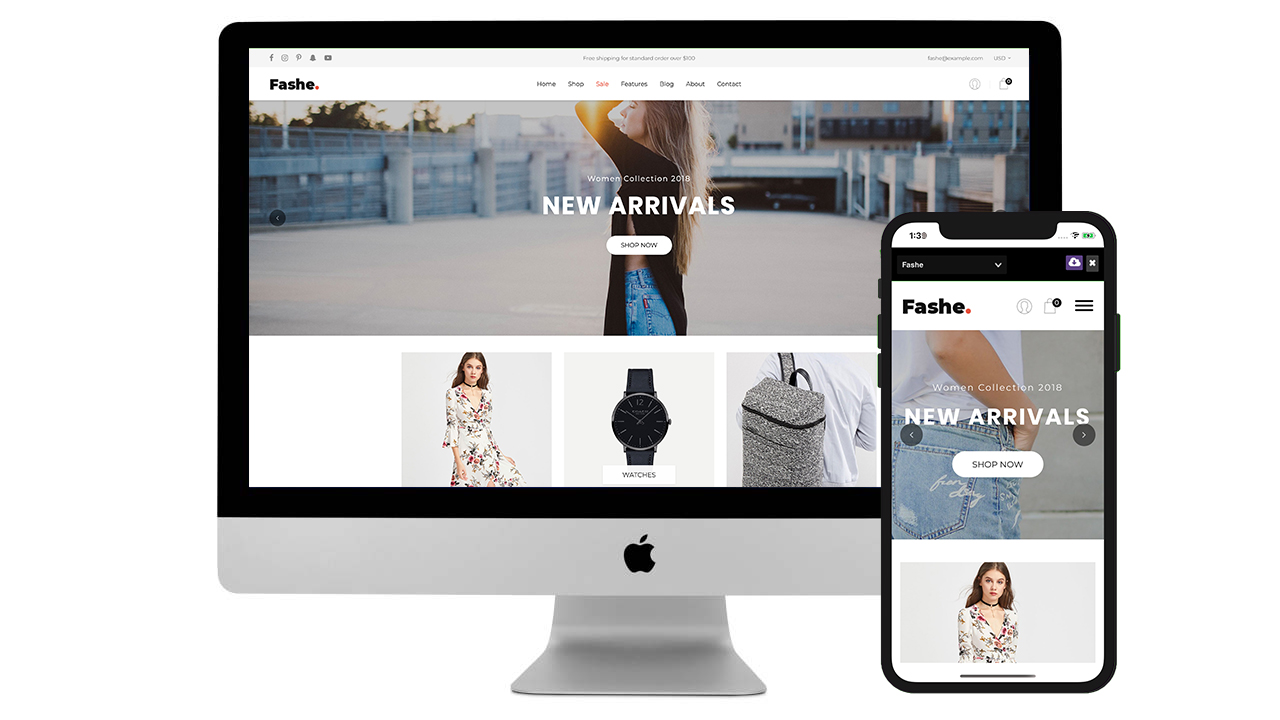 Free shipping for standard order over $100
fashe@example.com USD
Fashe.
Home Shop Sale Features Blog About Contact
0
Women Collection 2018
NEW ARRIVALS
SHOP NOW
WATCHES
Fashe
Fashe.
0
Women Collection 2018
NEW ARRIVALS
SHOP NOW